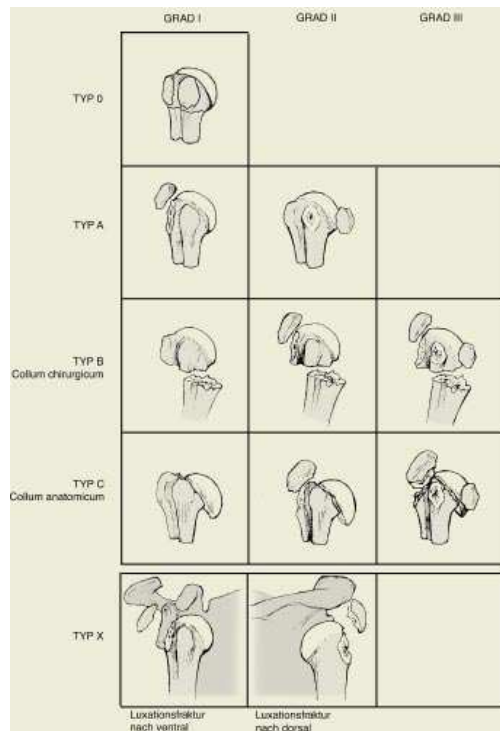 GRAD I GRAD II GRAD III
TYP 0
TYP A
TYP B
Collum chirurgicum
TYP C
Collum anatomicum
TYP X
Luxationsfraktur
nach ventral
Luxationsfraktur
nach dorsal